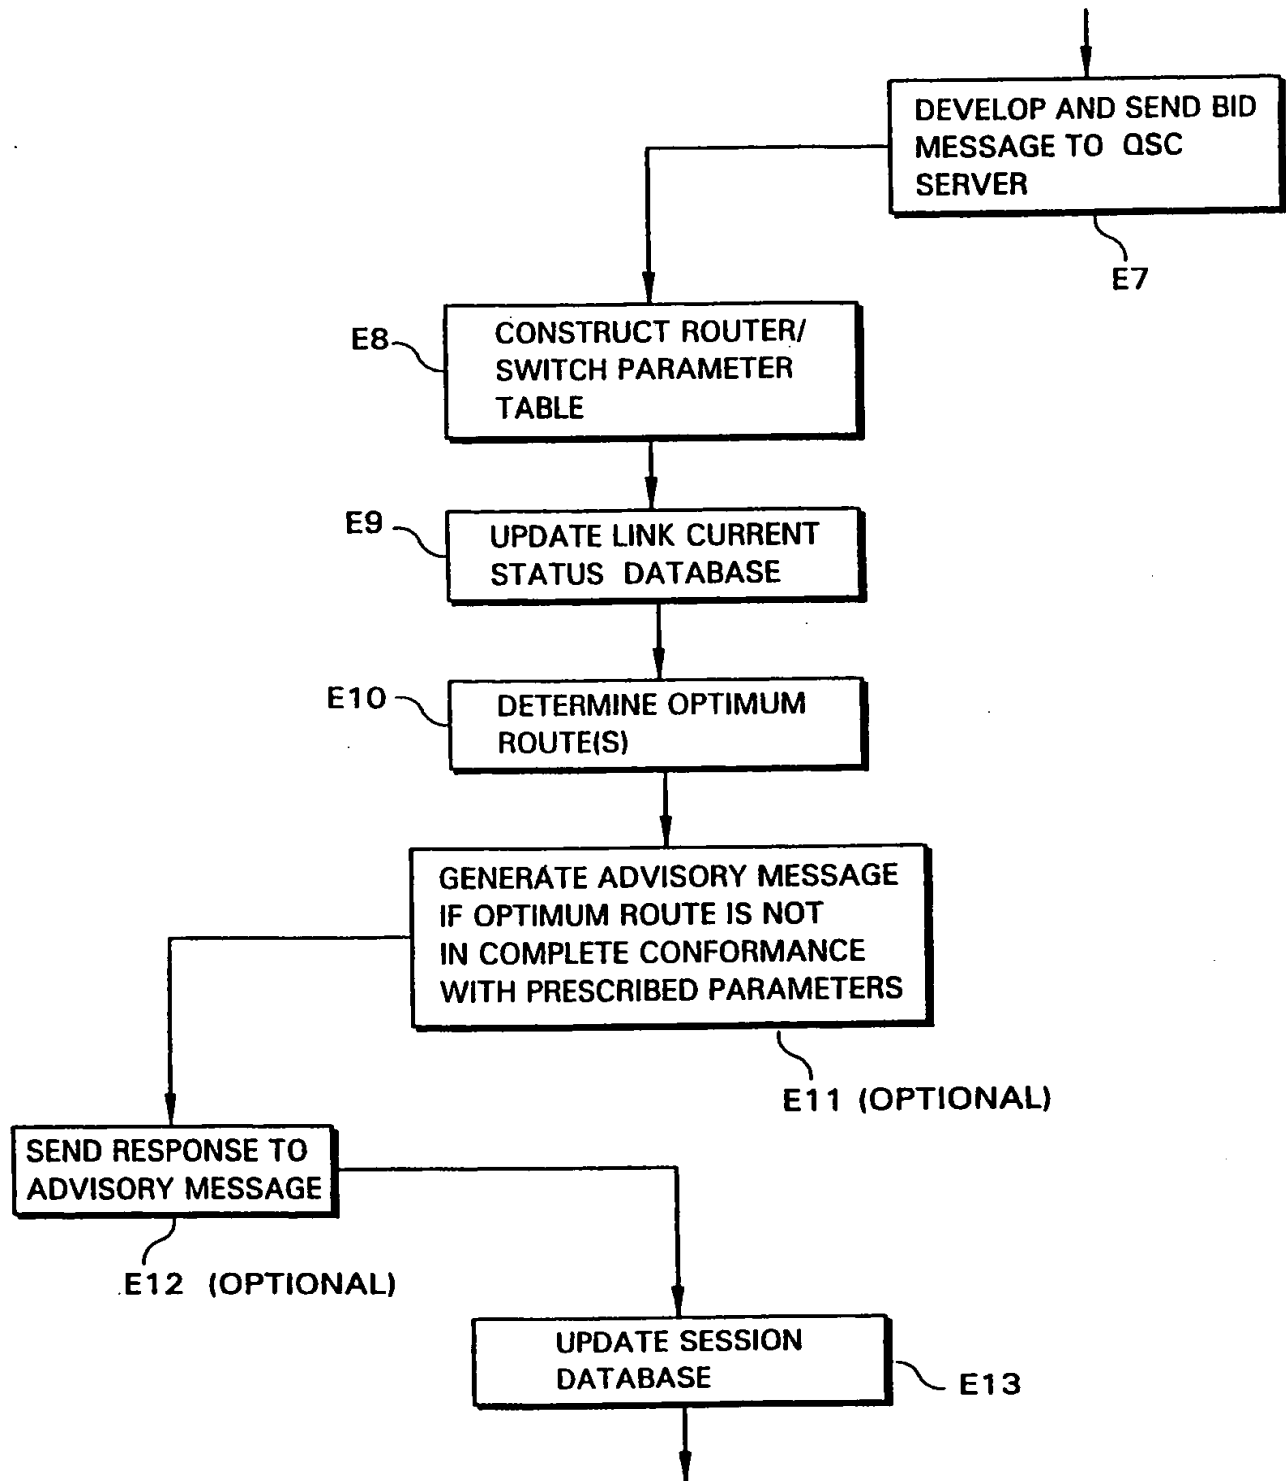 DEVELOP AND SEND BID
MESSAGE TO QSC
SERVER
E7
E8
CONSTRUCT ROUTER/
SWITCH PARAMETER
TABLE
E9
UPDATE LINK CURRENT
STATUS DATABASE
E10
DETERMINE OPTIMUM
ROUTE(S)
GENERATE ADVISORY MESSAGE
IF OPTIMUM ROUTE IS NOT
IN COMPLETE CONFORMANCE
WITH PRESCRIBED PARAMETERS
E11 (OPTIONAL)
SEND RESPONSE TO
ADVISORY MESSAGE
E12 (OPTIONAL)
UPDATE SESSION
DATABASE
E13